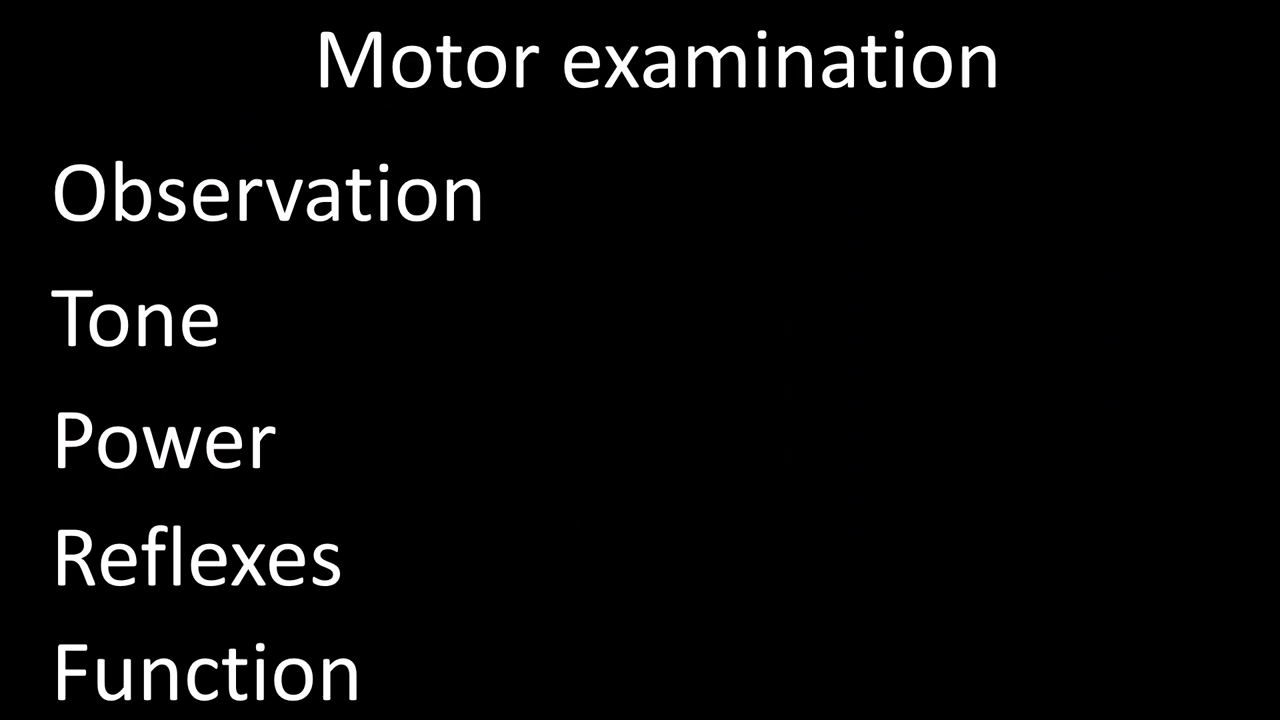 Motor examination
Observation
Tone
Power
Reflexes
Function